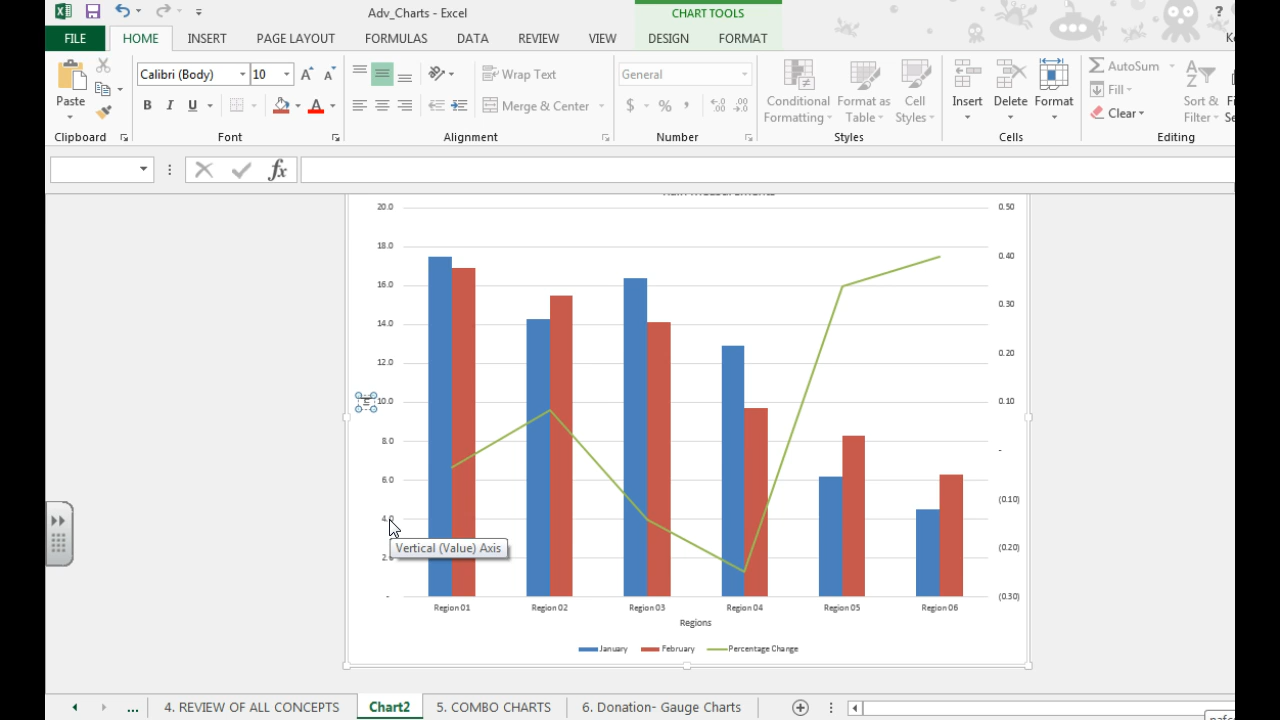 Adv_Charts - Excel
CHART TOOLS
?
FILE HOME INSERT PAGE LAYOUT FORMULAS DATA REVIEW VIEW DESIGN FORMAT
Calibri (Body) 10
Wrap Text
General
AutoSum
Paste
Merge & Center
Conditional Formatting
Format as Table
Cell Styles
Insert Delete Format
Fill
Clear
Sort & Filter
Clipboard Font Alignment Number Styles Cells Editing
20.0 0.50
18.0
0.40
16.0
0.30
14.0
0.20
12.0
10.0 0.10
8.0
-
6.0
(0.10)
4.0
Vertical (Value) Axis
(0.20)
- (0.30)
Region 01 Region 02 Region 03 Region 04 Region 05 Region 06
Regions
January February Percentage Change
... 4. REVIEW OF ALL CONCEPTS Chart2 5. COMBO CHARTS 6. Donation- Gauge Charts